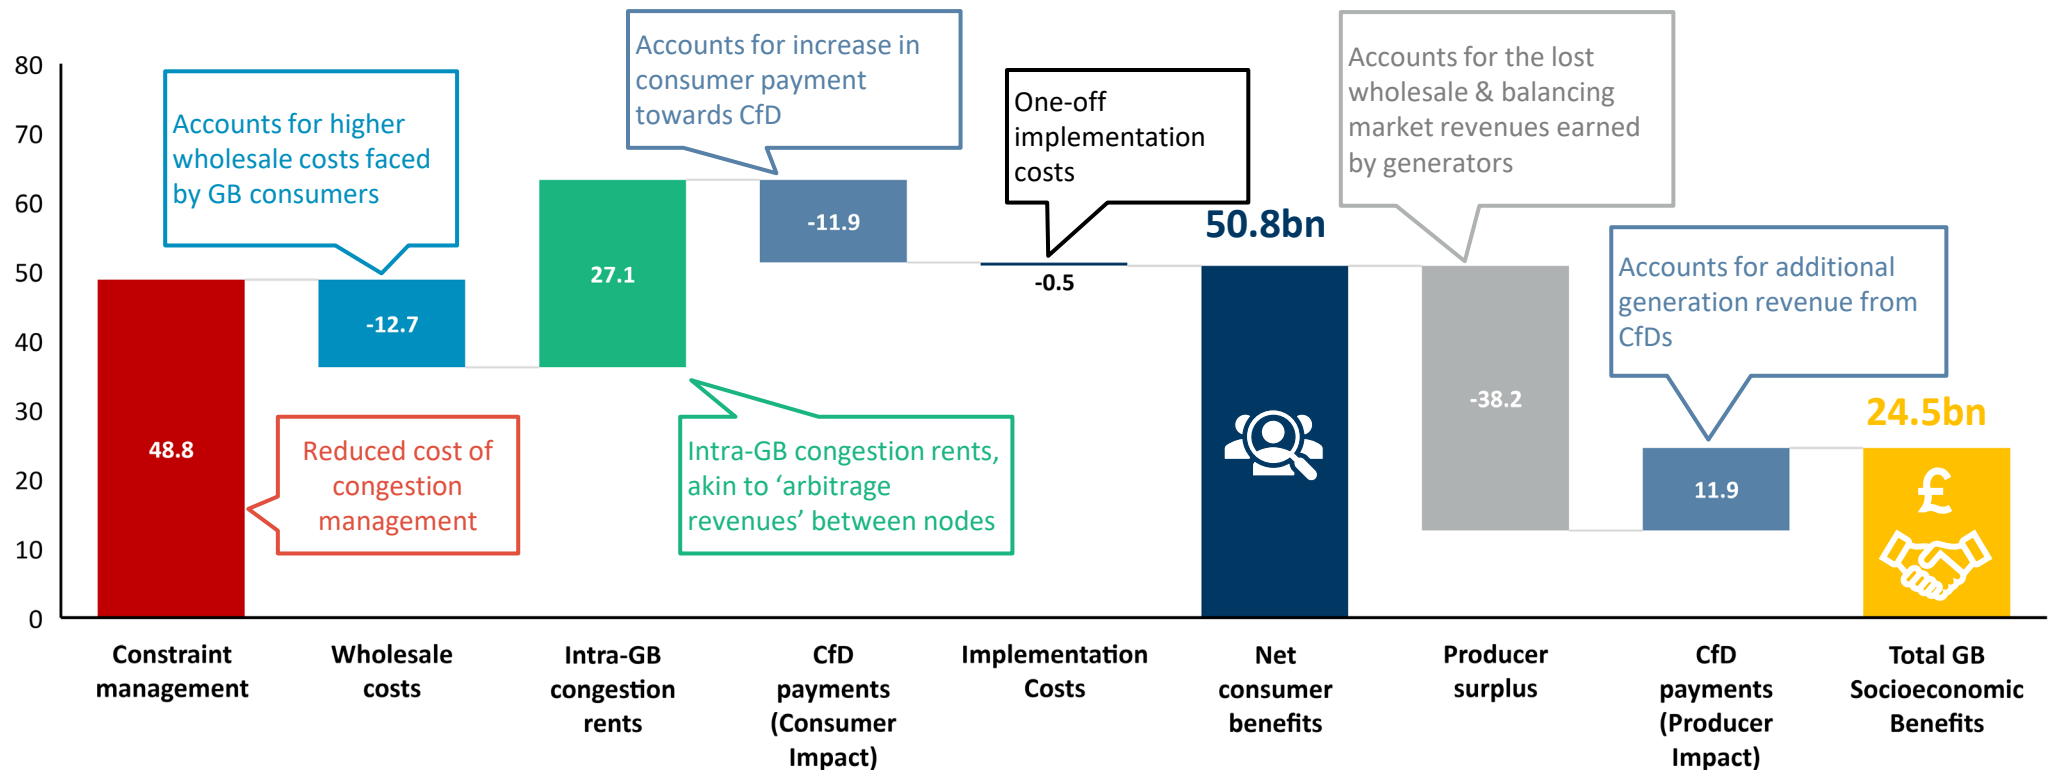 80
70
60
50
40
30
20
10
0
Accounts for higher
wholesale costs faced
by GB consumers
Accounts for increase in
consumer payment
towards CfD
One-off
implementation
costs
Accounts for the lost
wholesale & balancing
market revenues earned
by generators
Accounts for additional
generation revenue from
CfDs
Reduced cost of
congestion
management
Intra-GB congestion rents,
akin to ‘arbitrage
revenues’ between nodes
48.8
-12.7
27.1
-11.9
-0.5
50.8bn
-38.2
11.9
24.5bn
£
Constraint
management
Wholesale
costs
Intra-GB
congestion
rents
CfD
payments
(Consumer
Impact)
Implementation
Costs
Net
consumer
benefits
Producer
surplus
CfD
payments
(Producer
Impact)
Total GB
Socioeconomic
Benefits